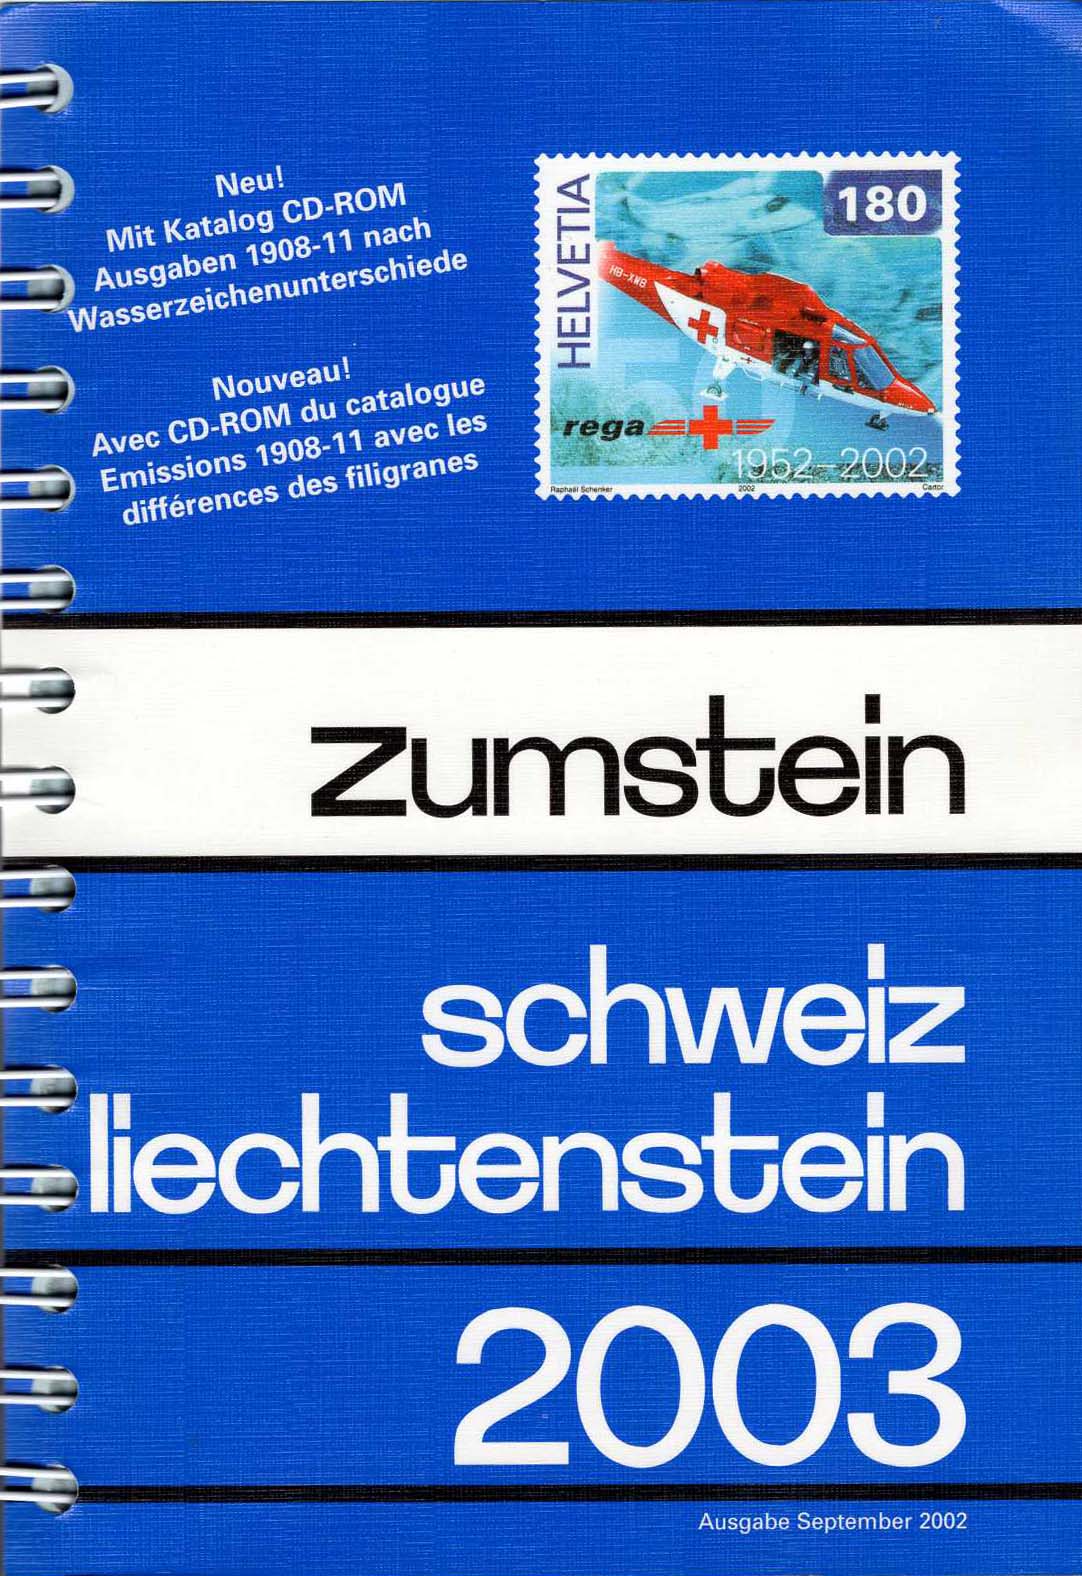 Neu!
Mit Katalog CD-ROM
Ausgaben 1908-11 nach
Wasserzeichenunterschiede
Nouveau!
Avec CD-ROM du catalogue
Emissions 1908-11 avec les
différences des filigranes
HELVETIA
180
HB-XWB
50
rega
1952-2002
Raphaël Schenker 2002 Cartor
zumstein
schweiz
liechtenstein
2003
Ausgabe September 2002